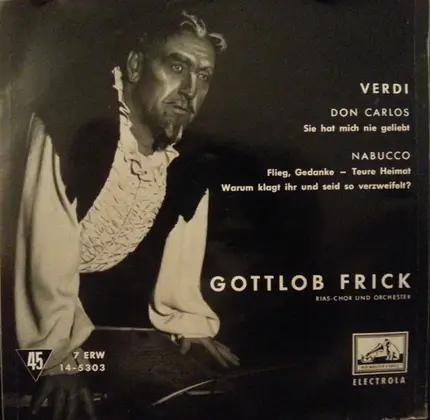 VERDI
DON CARLOS
Sie hat mich nie geliebt
NABUCCO
Flieg, Gedanke – Teure Heimat
Warum klagt ihr und seid so verzweifelt?
GOTTLOB FRICK
RIAS-CHOR UND ORCHESTER
45
7 ERW
14-5303
ELECTROLA